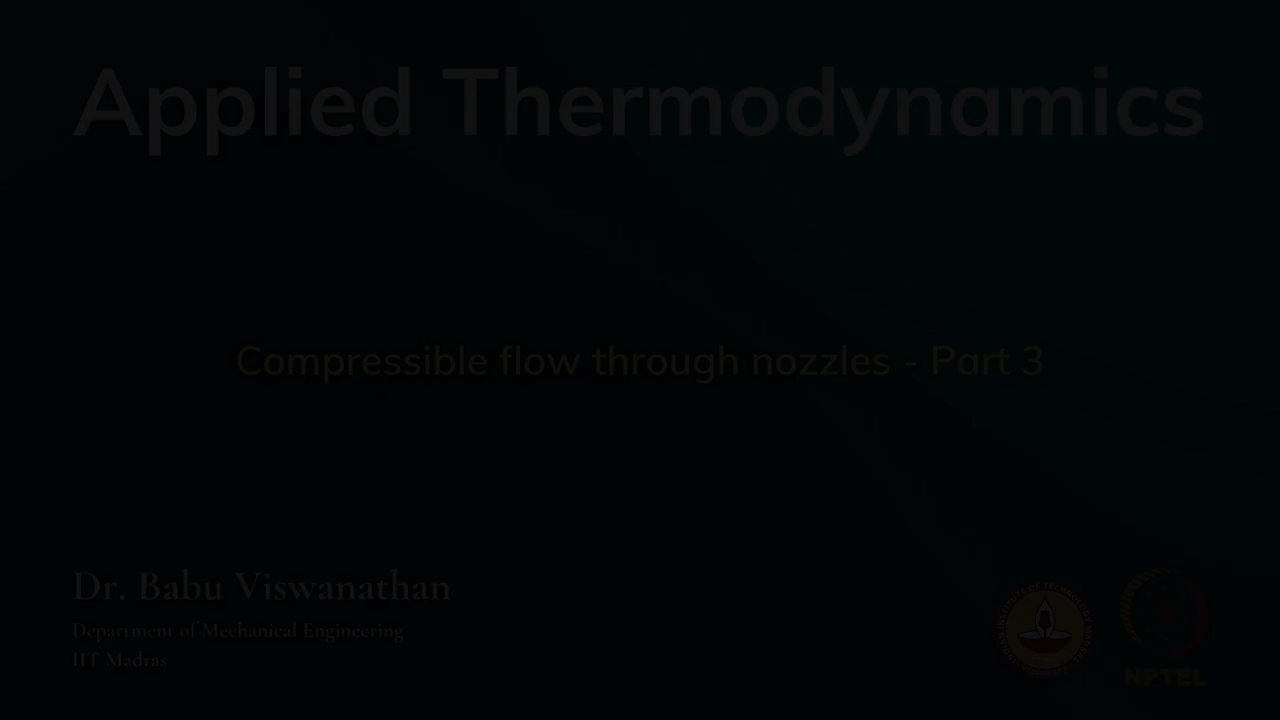 Applied Thermodynamics
Compressible flow through nozzles - Part 3
Dr. Babu Viswanathan
Department of Mechanical Engineering
IIT Madras
NPTEL